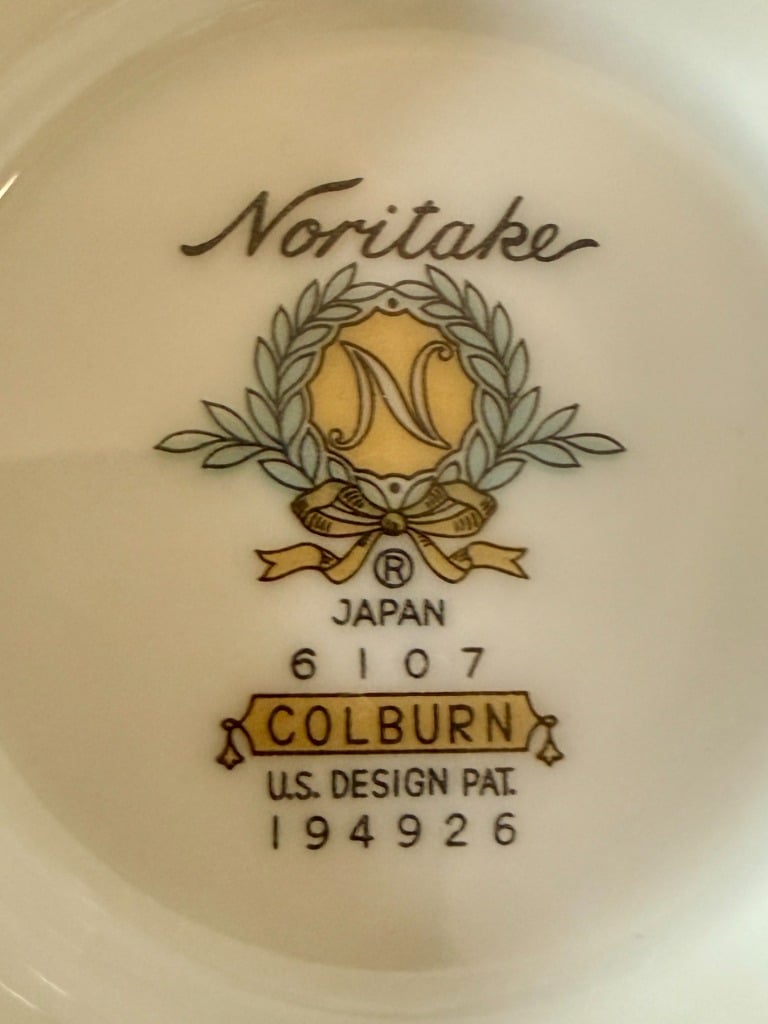 Noritake
N
®
JAPAN
6107
COLBURN
U.S. DESIGN PAT.
194926